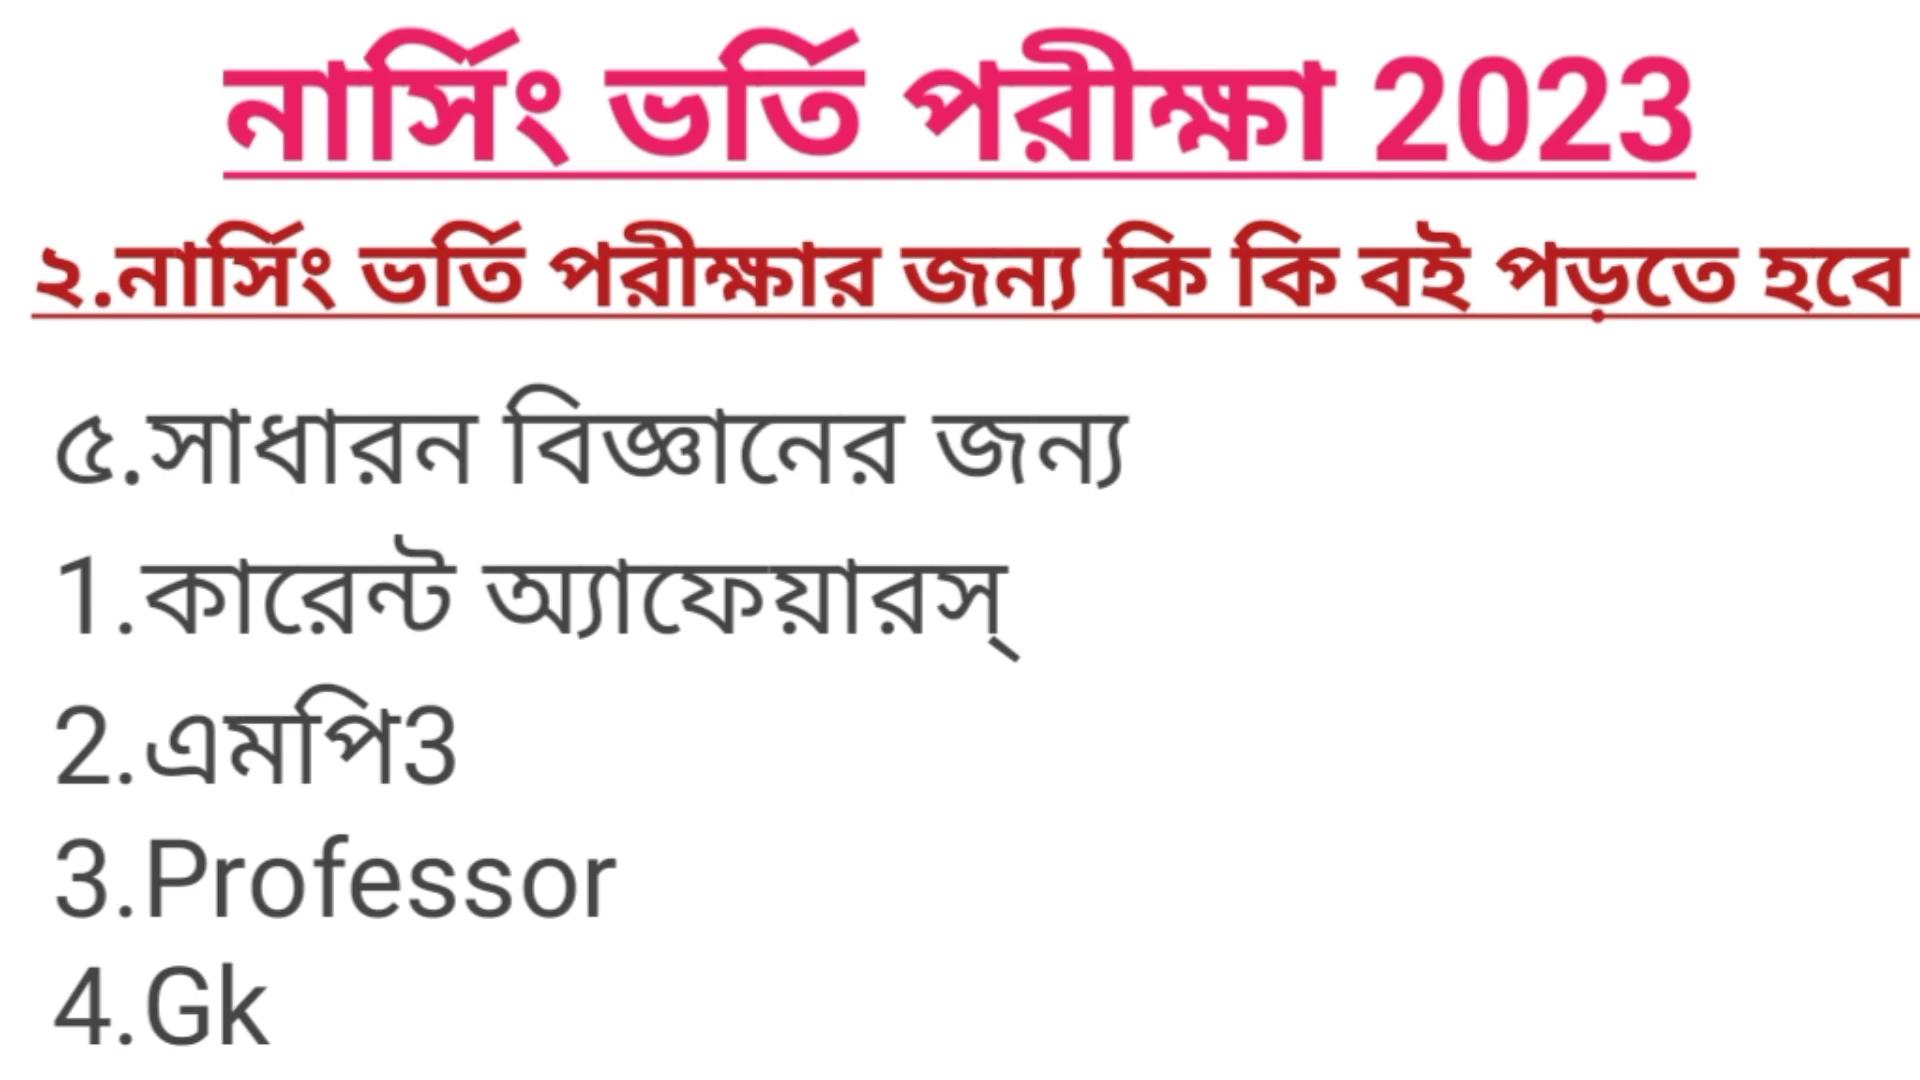 নার্সিং ভর্তি পরীক্ষা 2023
২.নার্সিং ভর্তি পরীক্ষার জন্য কি কি বই পড়তে হবে
৫.সাধারন বিজ্ঞানের জন্য
1.কারেন্ট অ্যাফেয়ারস্
2.এমপি3
3.Professor
4.Gk